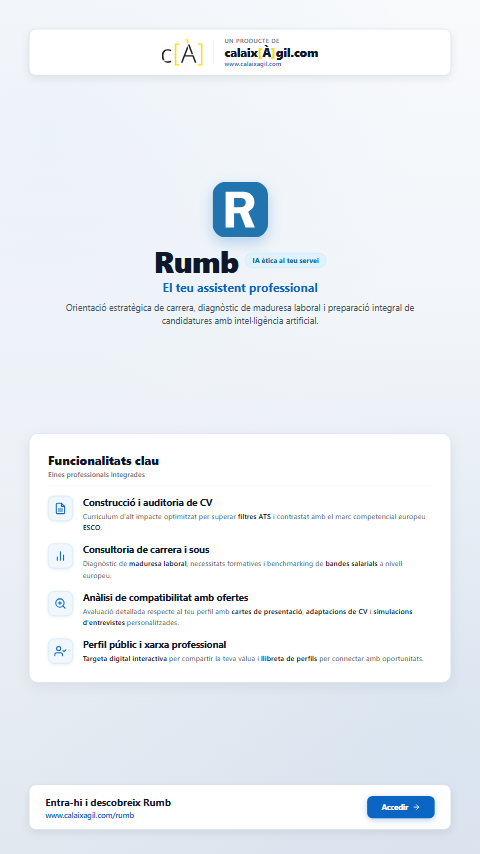 c[À]
UN PRODUCTE DE
calaix[À]gil.com
www.calaixagil.com
R
Rumb
IA ètica al teu servei
El teu assistent professional
Orientació estratègica de carrera, diagnòstic de maduresa laboral i preparació integral de
candidatures amb intel·ligència artificial.
Funcionalitats clau
Eines professionals integrades
Construcció i auditoria de CV
Currículum d'alt impacte optimitzat per superar filtres ATS i contrastat amb el marc competencial europeu
ESCO.
Consultoria de carrera i sous
Diagnòstic de maduresa laboral, necessitats formatives i benchmarking de bandes salarials a nivell
europeu.
Anàlisi de compatibilitat amb ofertes
Avaluació detallada respecte al teu perfil amb cartes de presentació, adaptacions de CV i simulacions
d'entrevistes personalitzades.
Perfil públic i xarxa professional
Targeta digital interactiva per compartir la teva vàlua i llibreta de perfils per connectar amb oportunitats.
Entra-hi i descobreix Rumb
www.calaixagil.com/rumb
Accedir →